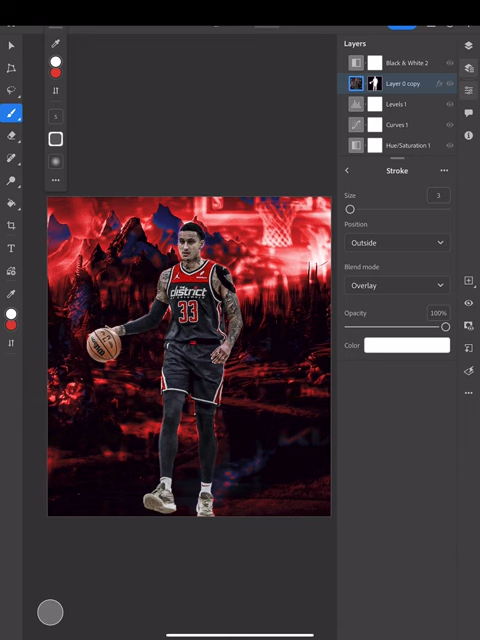 Layers
Black & White 2
Layer 0 copy
fx
Levels 1
Curves 1
Hue/Saturation 1
Stroke
Size
3
Position
Outside
Blend mode
Overlay
Opacity
100%
Color
5
T
district
33